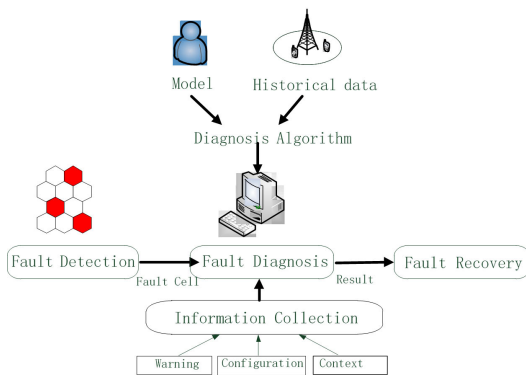 Model
Historical data
Diagnosis Algorithm
Fault Detection
Fault Cell
Fault Diagnosis
Result
Fault Recovery
Information Collection
Warning
Configuration
Context